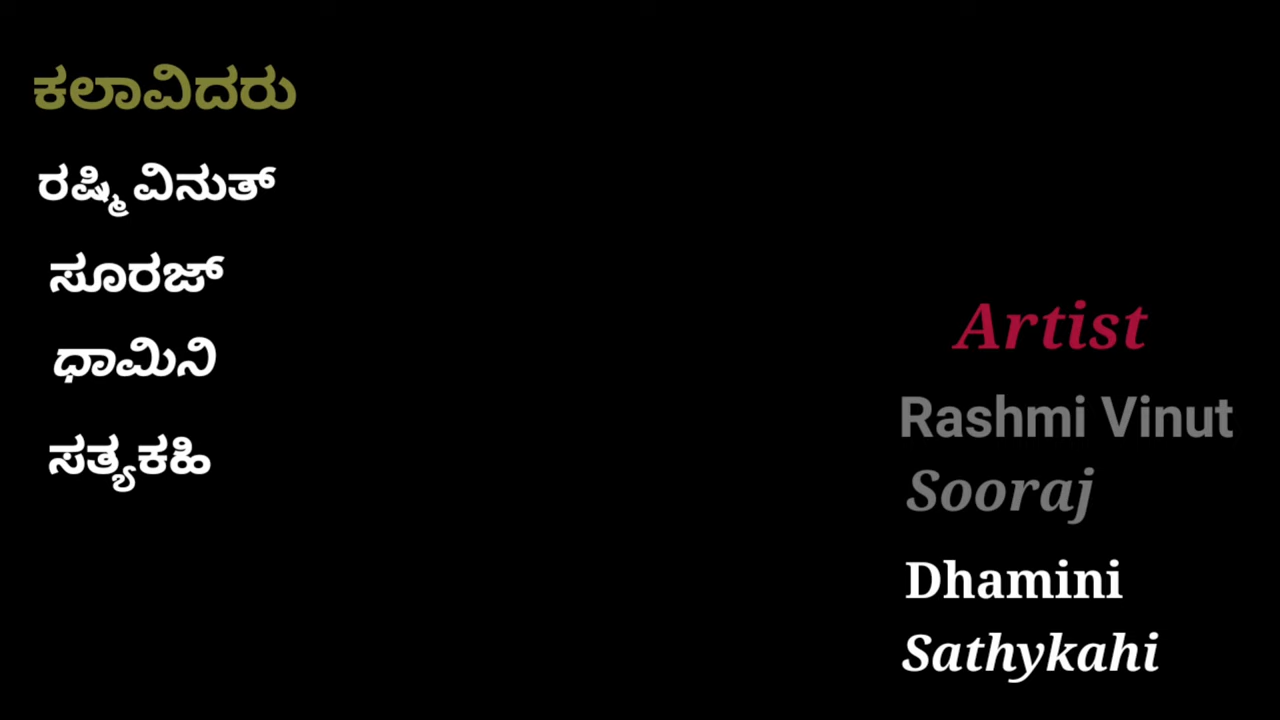 ಕಲಾವಿದರು
ರಷ್ಮಿ ವಿನುತ್
ಸೂರಜ್
ಧಾಮಿನಿ
ಸತ್ಯಕಹಿ
Artist
Rashmi Vinut
Sooraj
Dhamini
Sathykahi